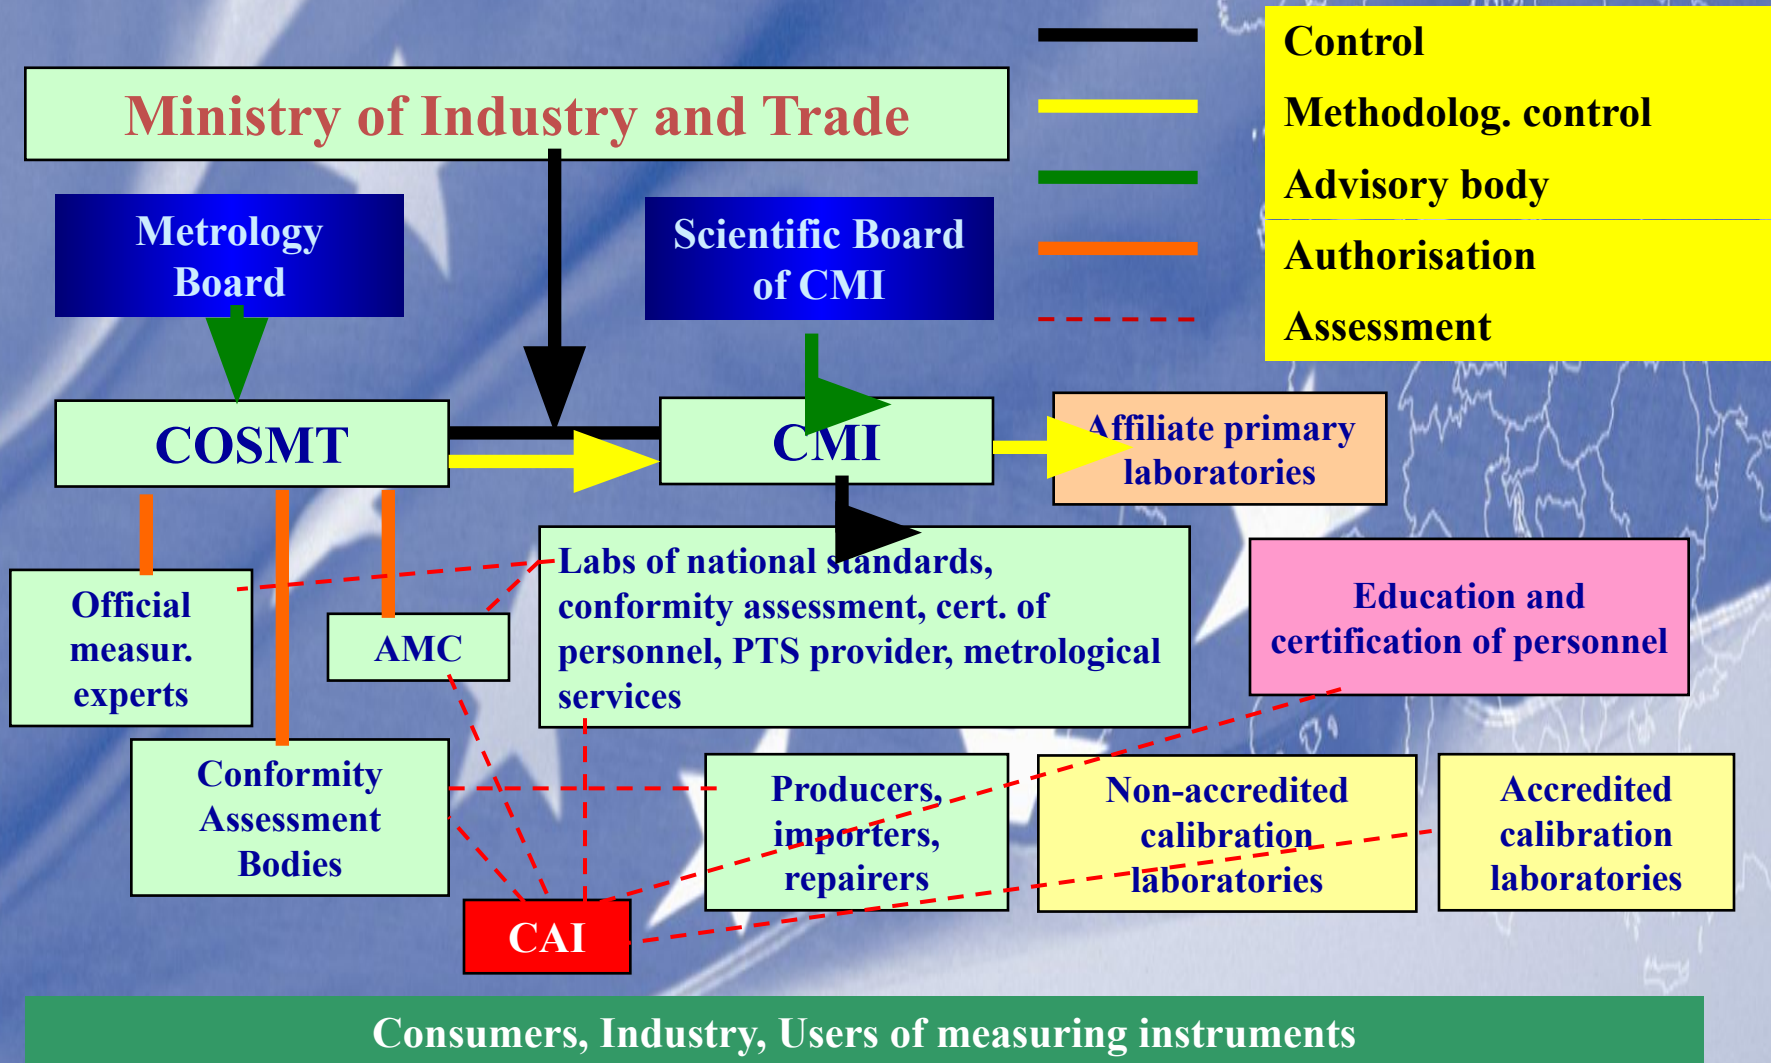 Control
Methodolog. control
Advisory body
Authorisation
Assessment
Ministry of Industry and Trade
Metrology
Board
Scientific Board
of CMI
COSMT
CMI
Affiliate primary
laboratories
Official
measur.
experts
AMC
Labs of national standards,
conformity assessment, cert. of
personnel, PTS provider, metrological
services
Education and
certification of personnel
Conformity
Assessment
Bodies
Producers,
importers,
repairers
Non-accredited
calibration
laboratories
Accredited
calibration
laboratories
CAI
Consumers, Industry, Users of measuring instruments